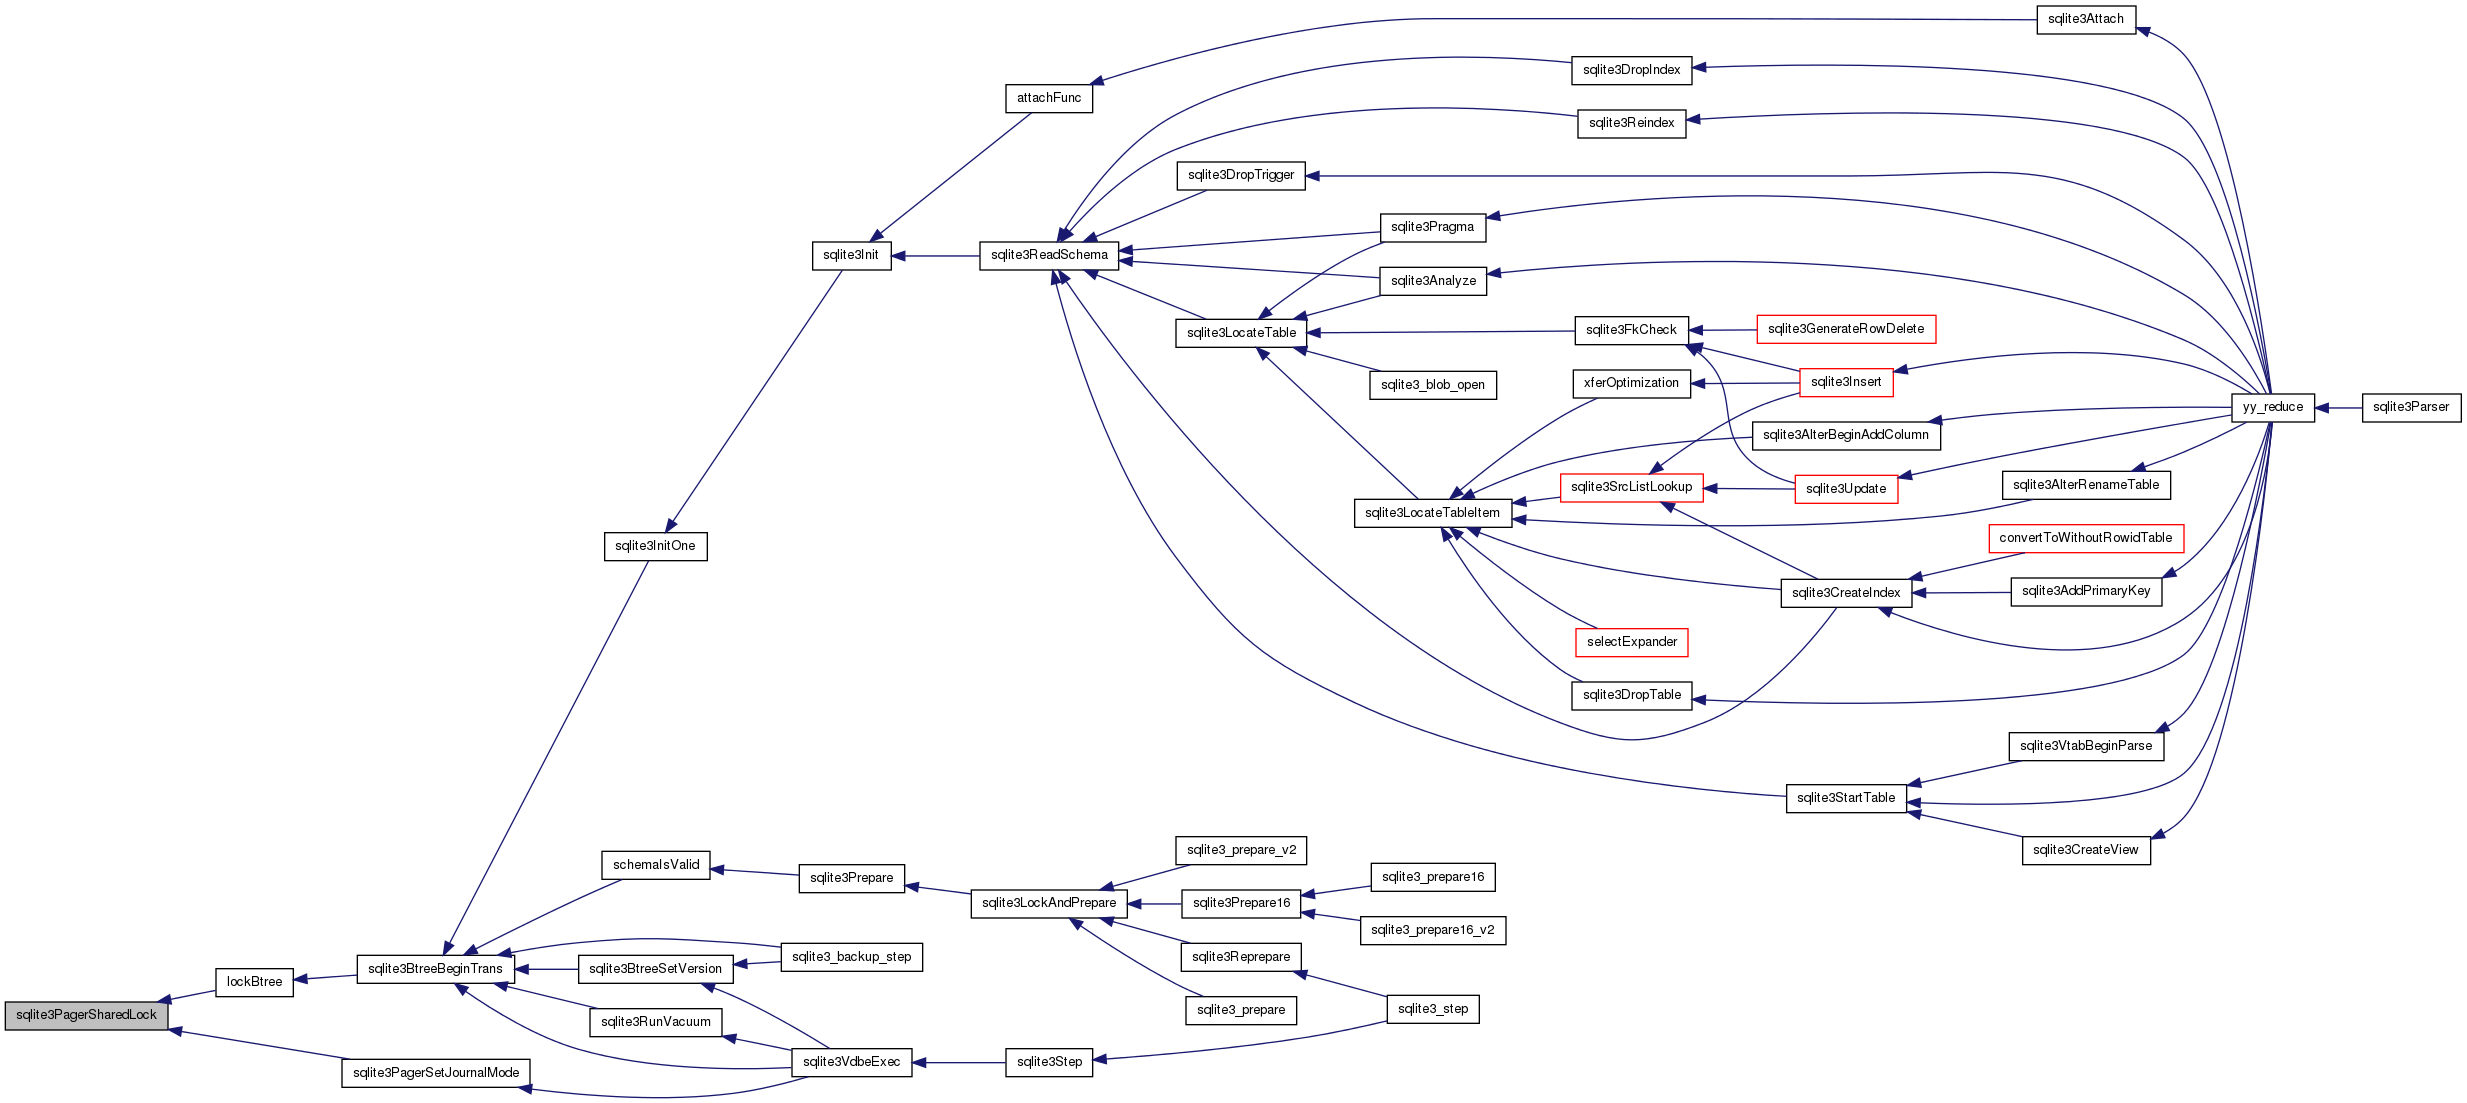 sqlite3Attach
sqlite3DropIndex
attachFunc
sqlite3Reindex
sqlite3DropTrigger
sqlite3Pragma
sqlite3Init
sqlite3ReadSchema
sqlite3Analyze
sqlite3LocateTable
sqlite3FkCheck
sqlite3GenerateRowDelete
sqlite3_blob_open
xferOptimization
sqlite3Insert
yy_reduce
sqlite3Parser
sqlite3AlterBeginAddColumn
sqlite3SrcListLookup
sqlite3Update
sqlite3AlterRenameTable
sqlite3LocateTableItem
convertToWithoutRowidTable
sqlite3InitOne
sqlite3CreateIndex
sqlite3AddPrimaryKey
selectExpander
sqlite3DropTable
sqlite3VtabBeginParse
sqlite3StartTable
sqlite3CreateView
sqlite3_prepare_v2
schemaIsValid
sqlite3Prepare
sqlite3_prepare16
sqlite3LockAndPrepare
sqlite3Prepare16
sqlite3_prepare16_v2
sqlite3_backup_step
sqlite3Reprepare
sqlite3BtreeBeginTrans
sqlite3BtreeSetVersion
lockBtree
sqlite3PagerSharedLock
sqlite3RunVacuum
sqlite3_prepare
sqlite3_step
sqlite3VdbeExec
sqlite3Step
sqlite3PagerSetJournalMode